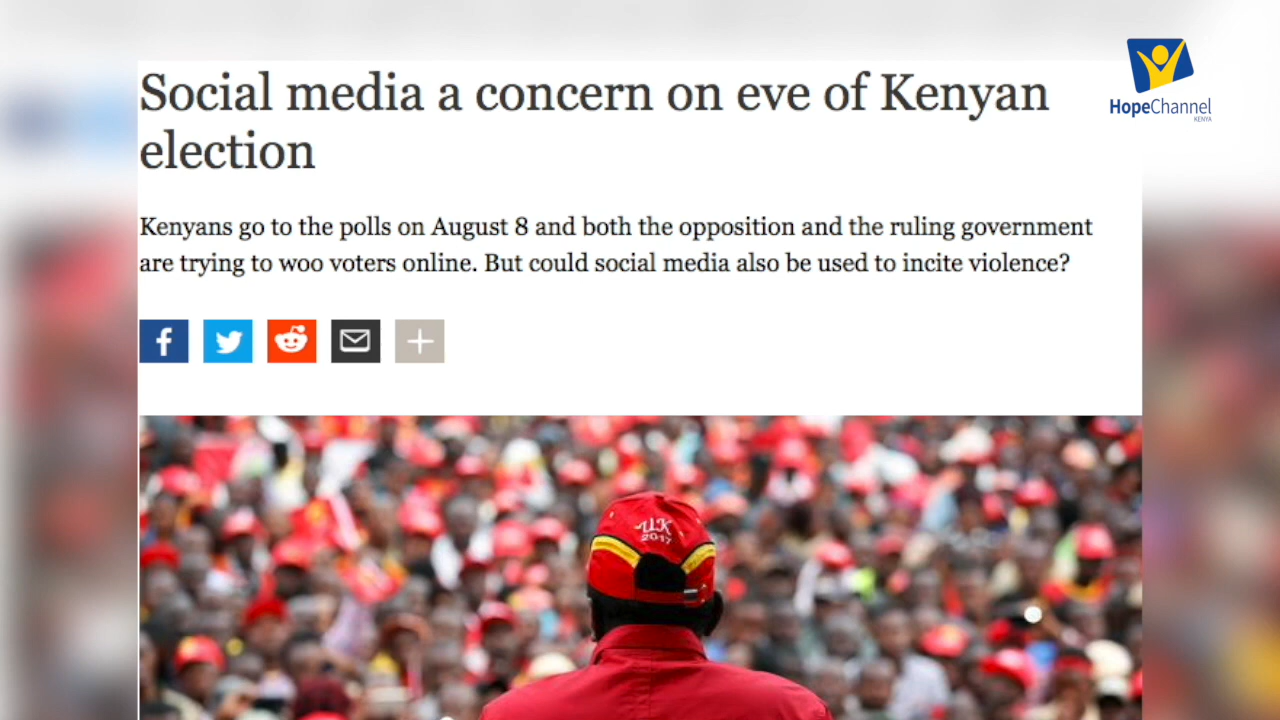 Social media a concern on eve of Kenyan
election
HopeChannel
KENYA
Kenyans go to the polls on August 8 and both the opposition and the ruling government
are trying to woo voters online. But could social media also be used to incite violence?
UK
2017